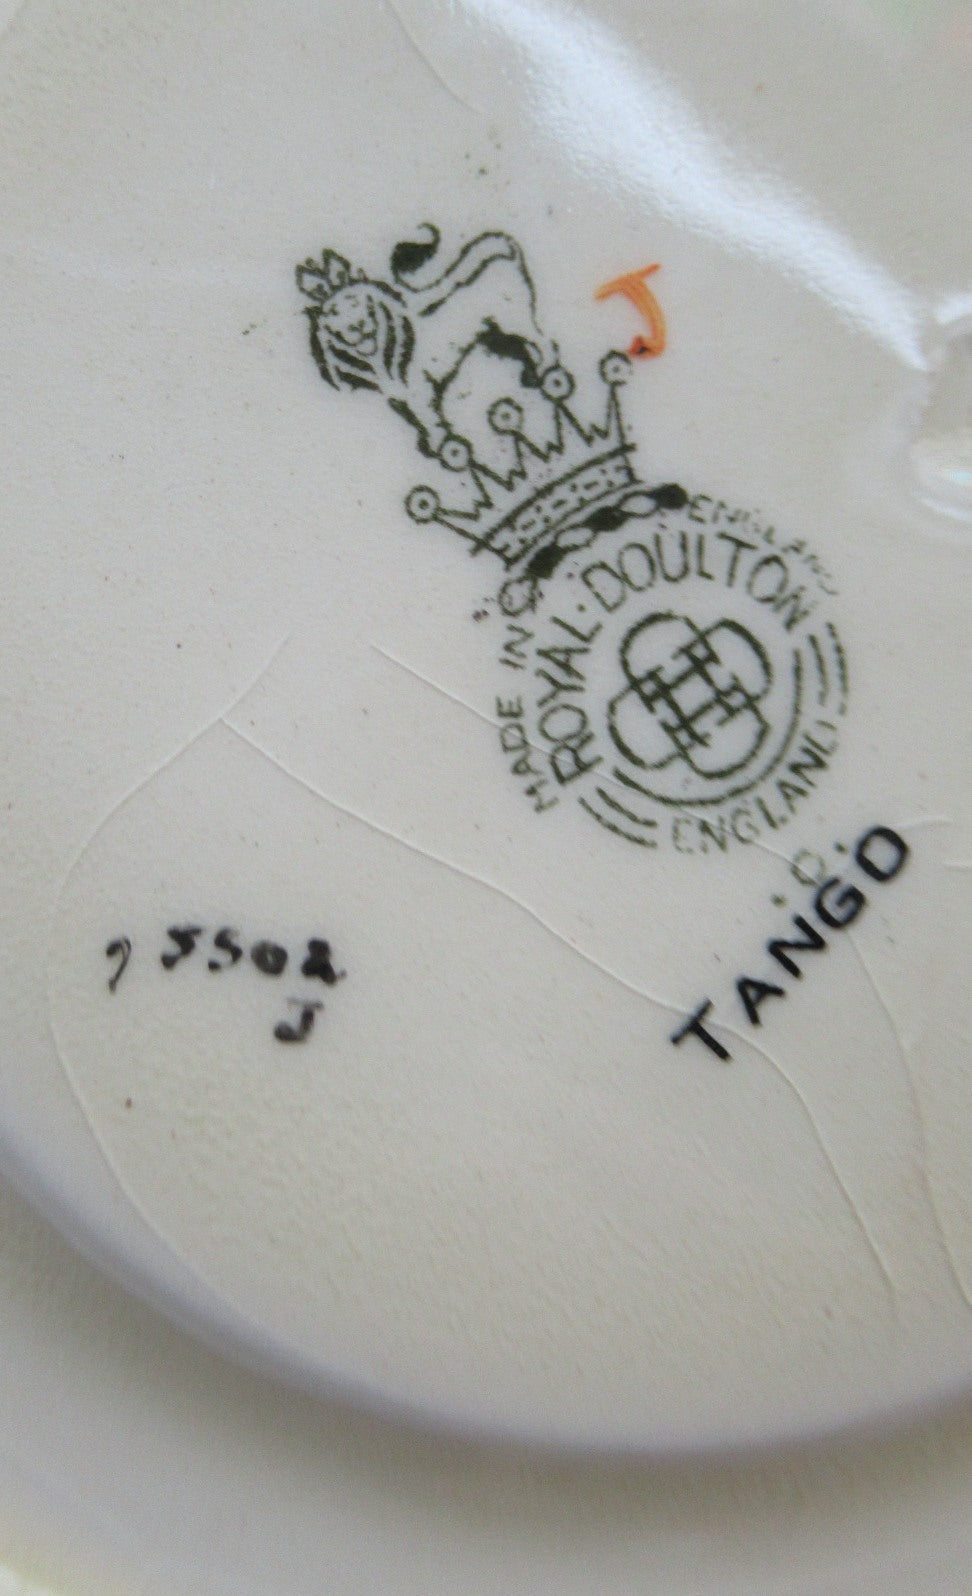 J
MADE IN ENGLAND
ROYAL·DOULTON
ENGLAND
.O.
TANGO
5502
J